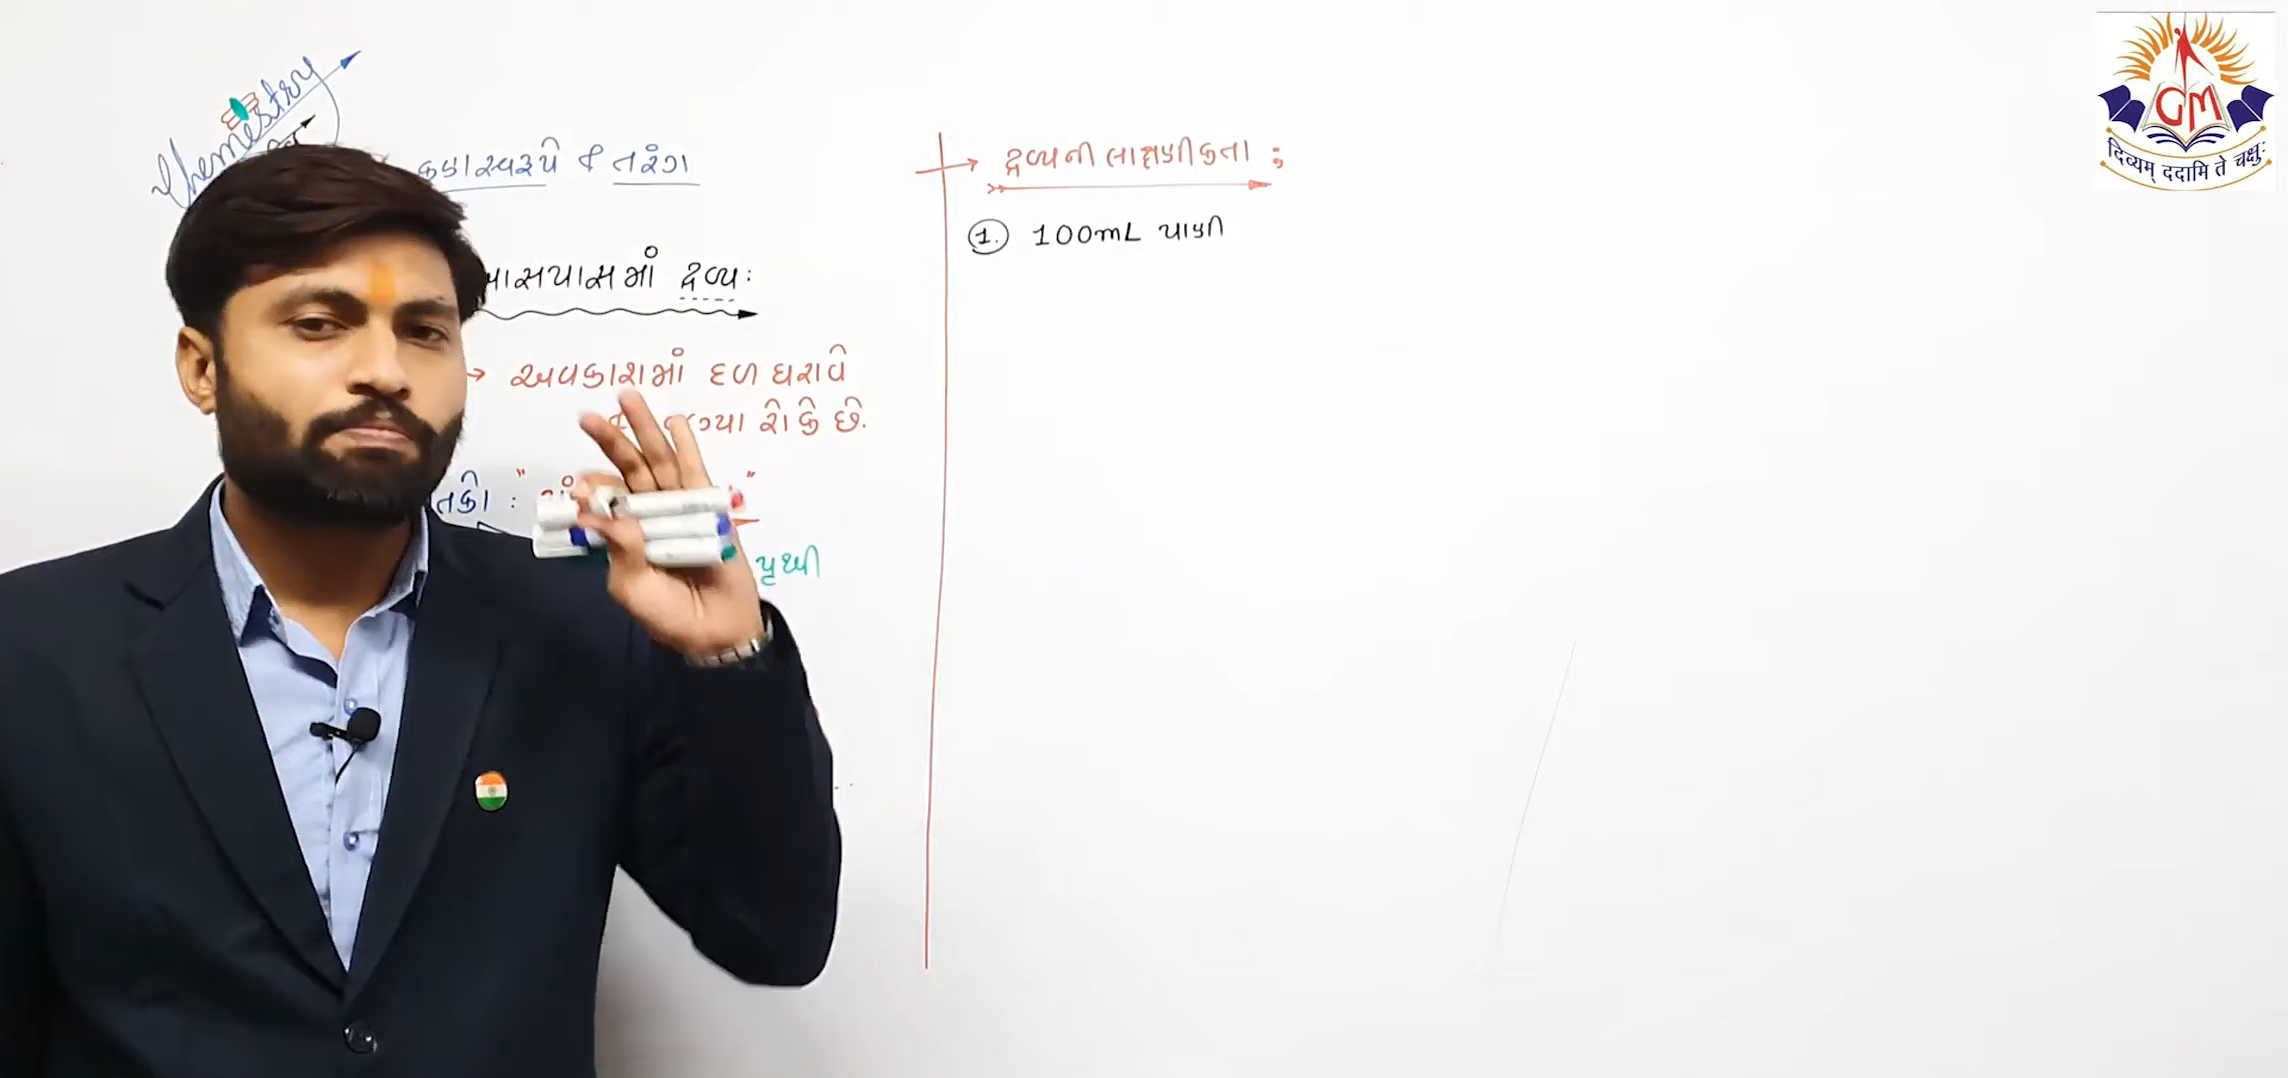 Chemistry
કણ સ્વરૂપે & તરંગ
આસપાસમાં દ્રવ્ય :
→ અવકાશમાં દળ ધરાવે
જગ્યા રોકે છે.
પૃથ્વી
→ દ્રવ્યની લાક્ષણીકતા :
1. 100mL પાણી
GM
दिव्यम् ददामि ते चक्षुः